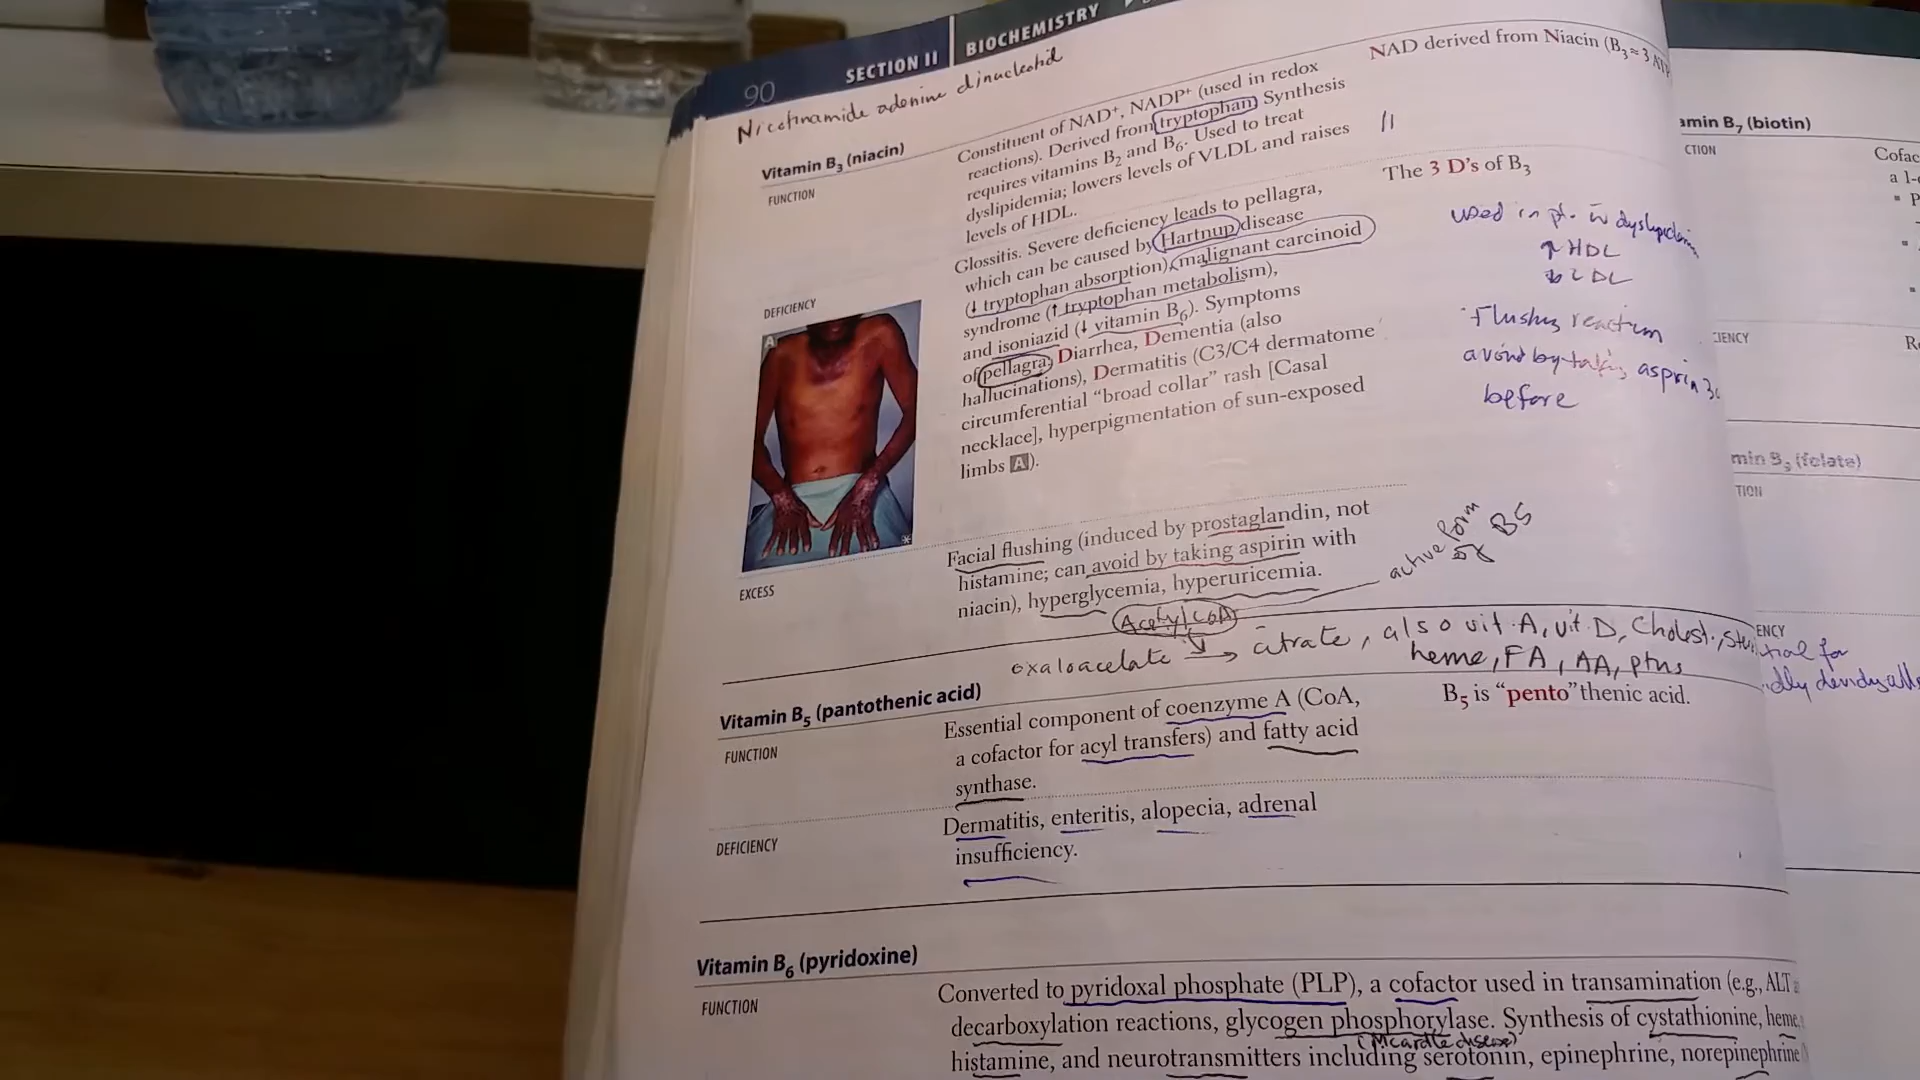 90
SECTION II
BIOCHEMISTRY
Nicotinamide adenine dinucleotid
Vitamin B₃ (niacin)
FUNCTION
Constituent of NAD⁺, NADP⁺ (used in redox
reactions). Derived from tryptophan. Synthesis
requires vitamins B₂ and B₆. Used to treat
dyslipidemia; lowers levels of VLDL and raises
levels of HDL.
NAD derived from Niacin (B₃ ≈ 3 ATP
DEFICIENCY
Glossitis. Severe deficiency leads to pellagra,
which can be caused by Hartnup disease
(↓ tryptophan absorption), malignant carcinoid
syndrome (↑ tryptophan metabolism),
and isoniazid (↓ vitamin B₆). Symptoms
of pellagra: Diarrhea, Dementia (also
hallucinations), Dermatitis (C3/C4 dermatome
circumferential “broad collar” rash [Casal
necklace], hyperpigmentation of sun-exposed
limbs A).
The 3 D's of B₃
used in pt.
↑ HDL
LDL
Flushing reaction
avoid by taking aspirin
before
A
EXCESS
Facial flushing (induced by prostaglandin, not
histamine; can avoid by taking aspirin with
niacin), hyperglycemia, hyperuricemia.
active form
of B5
Acetyl CoA
oxaloacelate → citrate, also vit. A, vit. D, Cholest.,
heme, FA, AA, ptns
Vitamin B₅ (pantothenic acid)
FUNCTION
Essential component of coenzyme A (CoA,
a cofactor for acyl transfers) and fatty acid
synthase.
B₅ is “pento”thenic acid.
DEFICIENCY
Dermatitis, enteritis, alopecia, adrenal
insufficiency.
Vitamin B₆ (pyridoxine)
FUNCTION
Converted to pyridoxal phosphate (PLP), a cofactor used in transamination (e.g., ALT
decarboxylation reactions, glycogen phosphorylase. Synthesis of cystathionine, heme,
(Mcardle disease)
histamine, and neurotransmitters including serotonin, epinephrine, norepinephrine
amin B₇ (biotin)
CTION
Cofac
a 1-
CIENCY
min B₉ (folate)
TION
ENCY